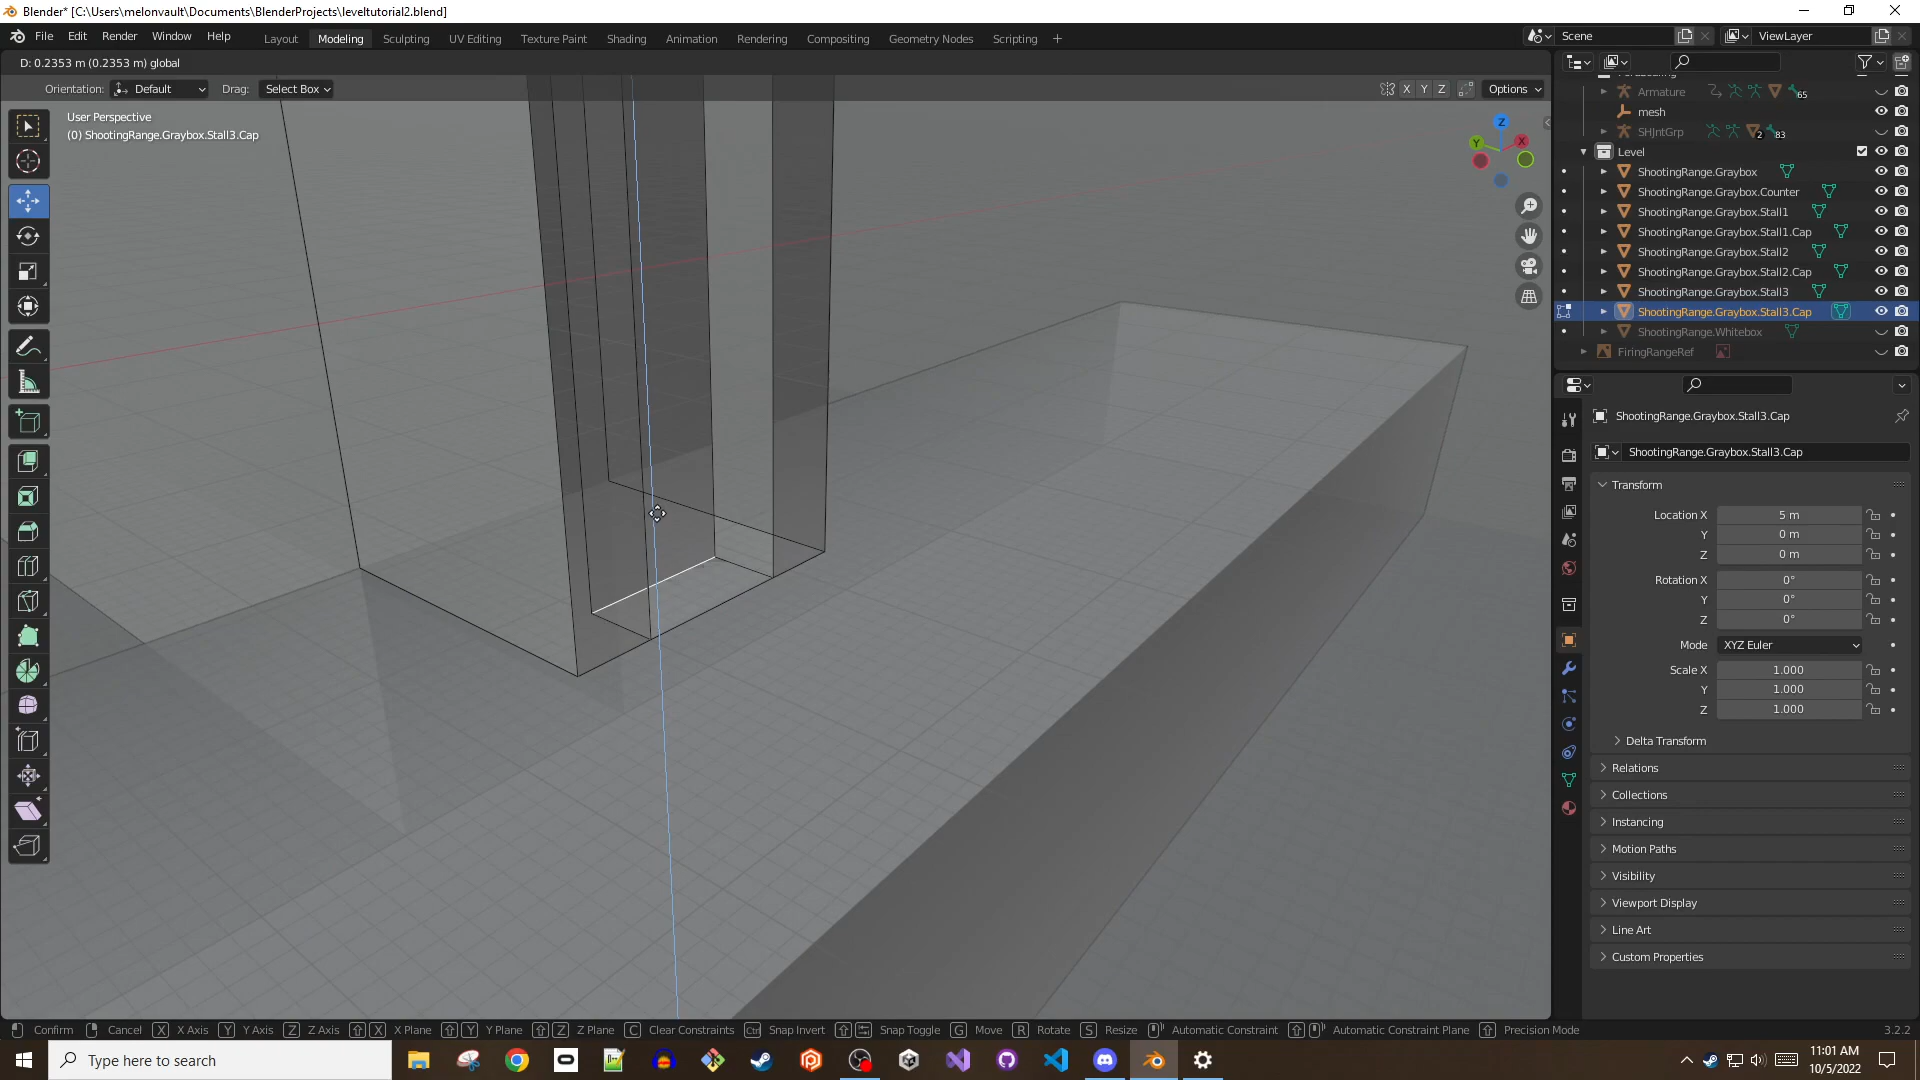 Blender* [C:\Users\melonvault\Documents\BlenderProjects\leveltutorial2.blend]
File Edit Render Window Help
Layout Modeling Sculpting UV Editing Texture Paint Shading Animation Rendering Compositing Geometry Nodes Scripting +
Scene
ViewLayer
D: 0.2353 m (0.2353 m) global
Orientation: Default Drag: Select Box
X Y Z Options
User Perspective
(0) ShootingRange.Graybox.Stall3.Cap
Z
Y
X
Armature 65
mesh
SHJntGrp 2 83
Level
ShootingRange.Graybox
ShootingRange.Graybox.Counter
ShootingRange.Graybox.Stall1
ShootingRange.Graybox.Stall1.Cap
ShootingRange.Graybox.Stall2
ShootingRange.Graybox.Stall2.Cap
ShootingRange.Graybox.Stall3
ShootingRange.Graybox.Stall3.Cap
ShootingRange.Whitebox
FiringRangeRef
ShootingRange.Graybox.Stall3.Cap
ShootingRange.Graybox.Stall3.Cap
Transform
Location X 5 m
Y 0 m
Z 0 m
Rotation X 0°
Y 0°
Z 0°
Mode XYZ Euler
Scale X 1.000
Y 1.000
Z 1.000
Delta Transform
Relations
Collections
Instancing
Motion Paths
Visibility
Viewport Display
Line Art
Custom Properties
Confirm Cancel X X Axis Y Y Axis Z Z Axis X X Plane Y Y Plane Z Z Plane C Clear Constraints Ctrl Snap Invert Snap Toggle G Move R Rotate S Resize Automatic Constraint Automatic Constraint Plane Precision Mode 3.2.2
Type here to search
11:01 AM
10/5/2022